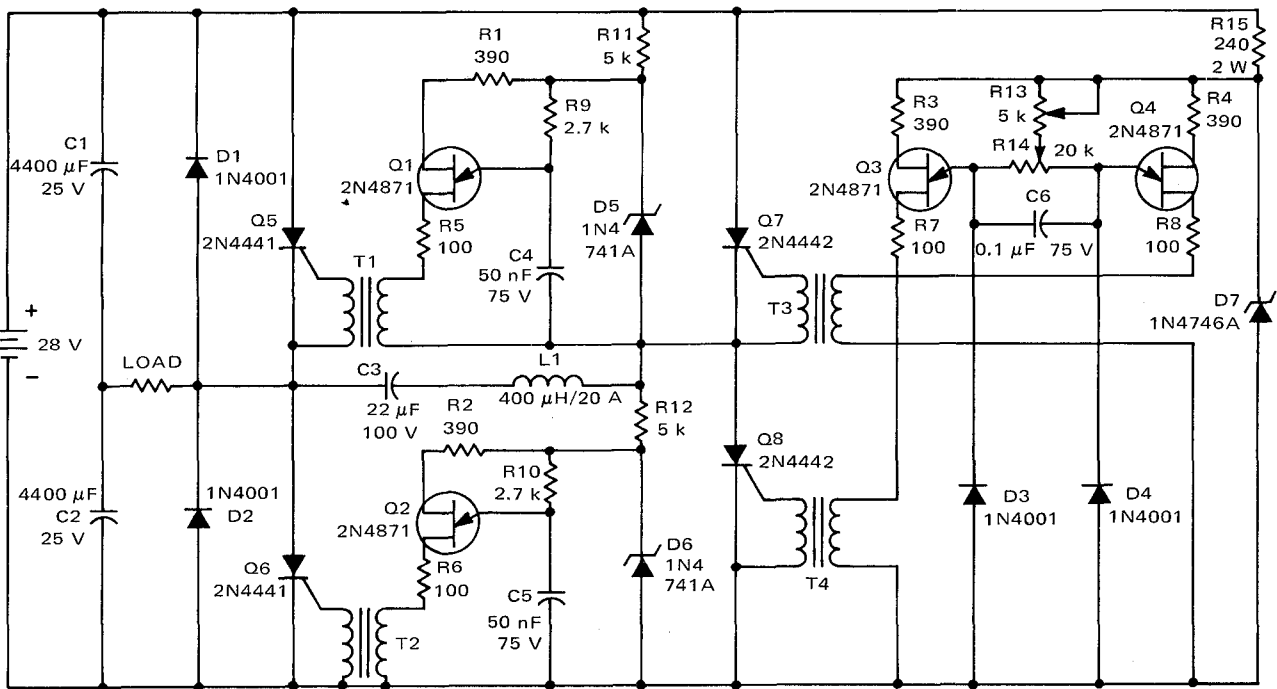 R1
390
R11
5 k
R15
240
2 W
R9
2.7 k
R3
390
R13
5 k
Q4
2N4871
R4
390
C1
4400 µF
25 V
D1
1N4001
Q1
2N4871
R14
20 k
Q3
2N4871
C6
0.1 µF
75 V
Q5
2N4441
R5
100
D5
1N4
741A
Q7
2N4442
R7
100
R8
100
T1
C4
50 nF
75 V
T3
D7
1N4746A
+
28 V
−
LOAD
C3
22 µF
100 V
L1
400 µH/20 A
R2
390
R12
5 k
Q8
2N4442
R10
2.7 k
4400 µF
C2
25 V
1N4001
D2
Q2
2N4871
D3
1N4001
D4
1N4001
Q6
2N4441
R6
100
D6
1N4
741A
T4
C5
50 nF
75 V
T2